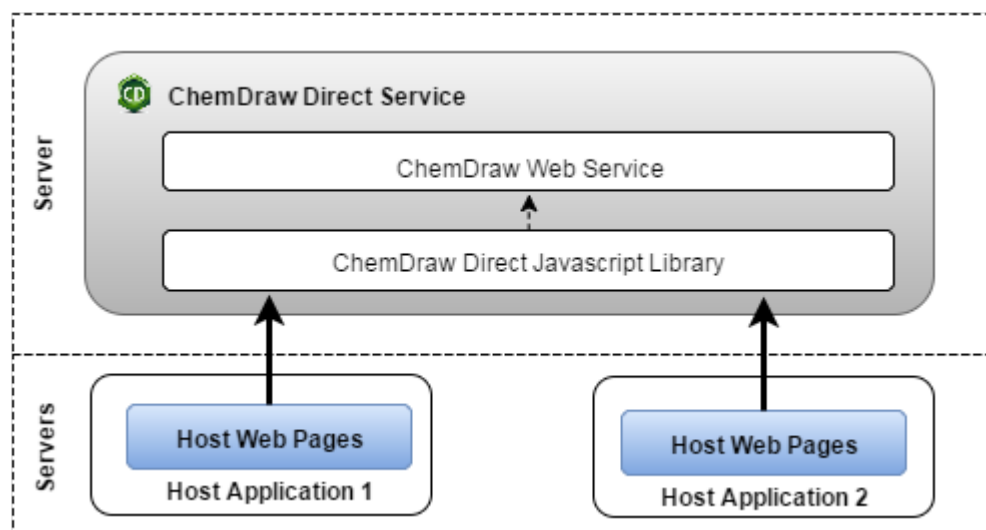 Server
CD
ChemDraw Direct Service
ChemDraw Web Service
ChemDraw Direct Javascript Library
Servers
Host Web Pages
Host Application 1
Host Web Pages
Host Application 2